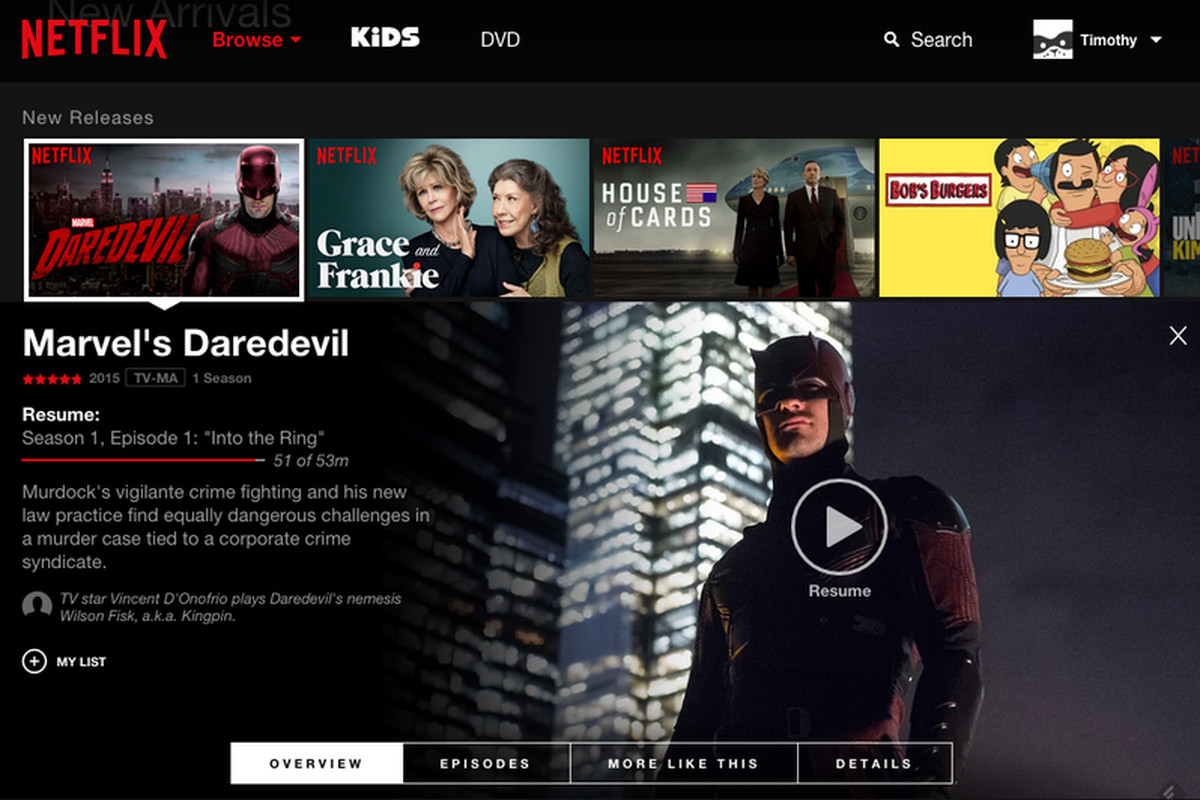 New Arrivals
NETFLIX
Browse
KiDS
DVD
Search
Timothy
New Releases
NETFLIX
MARVEL
DAREDEVIL
NETFLIX
Grace and
Frankie
NETFLIX
HOUSE
of CARDS
BOB'S BURGERS
NET
UN
KIM
Marvel's Daredevil
2015 TV-MA 1 Season
Resume:
Season 1, Episode 1: "Into the Ring"
51 of 53m
Murdock's vigilante crime fighting and his new
law practice find equally dangerous challenges in
a murder case tied to a corporate crime
syndicate.
TV star Vincent D'Onofrio plays Daredevil's nemesis
Wilson Fisk, a.k.a. Kingpin.
MY LIST
Resume
OVERVIEW
EPISODES
MORE LIKE THIS
DETAILS